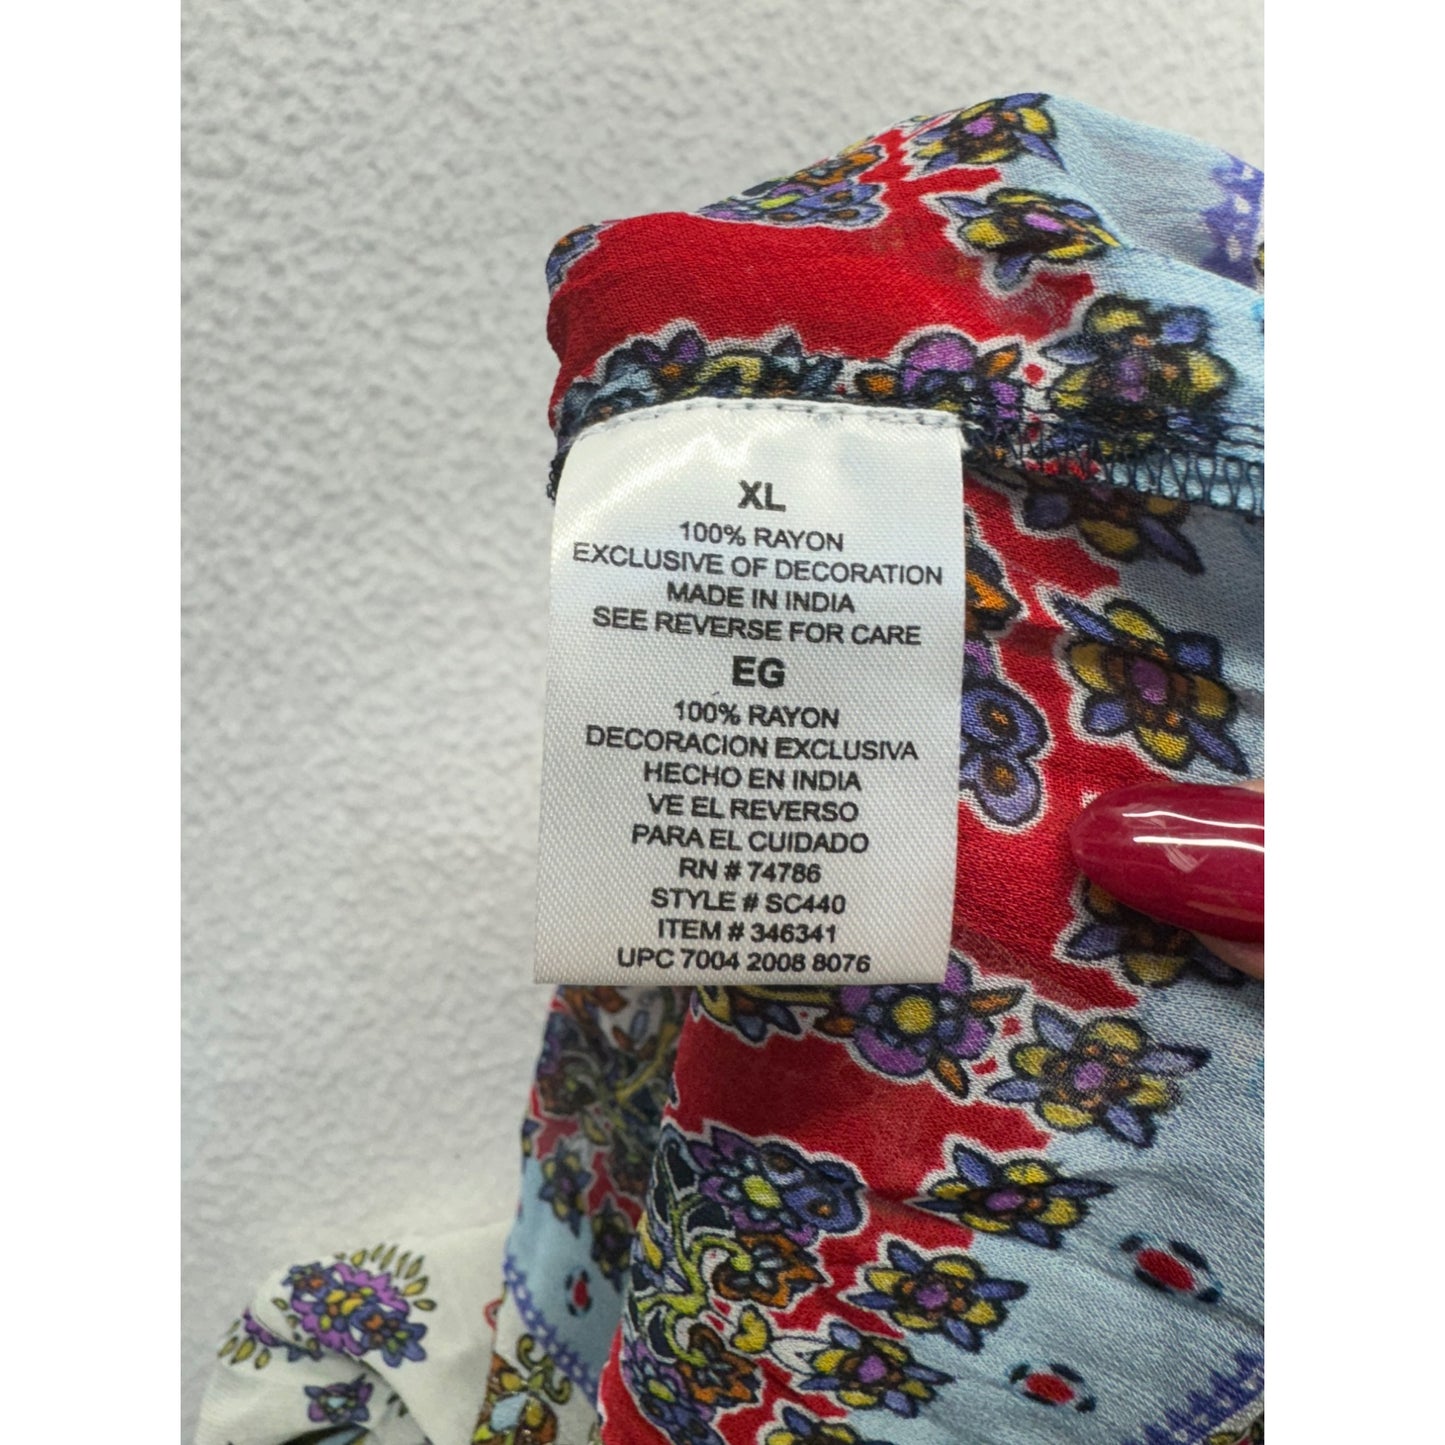 XL
100% RAYON
EXCLUSIVE OF DECORATION
MADE IN INDIA
SEE REVERSE FOR CARE
EG
100% RAYON
DECORACION EXCLUSIVA
HECHO EN INDIA
VE EL REVERSO
PARA EL CUIDADO
RN # 74786
STYLE # SC440
ITEM # 346341
UPC 7004 2008 8076